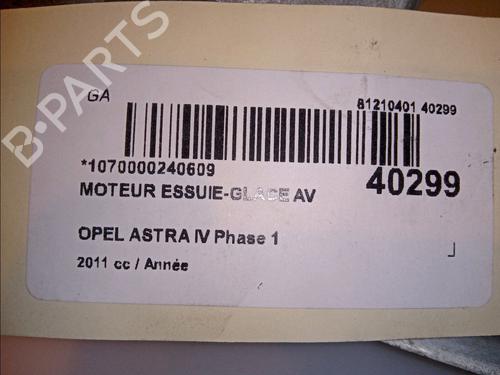 B-PARTS
GA
81210401 40299
*1070000240609
40299
MOTEUR ESSUIE-GLACE AV
OPEL ASTRA IV Phase 1
2011 cc / Année